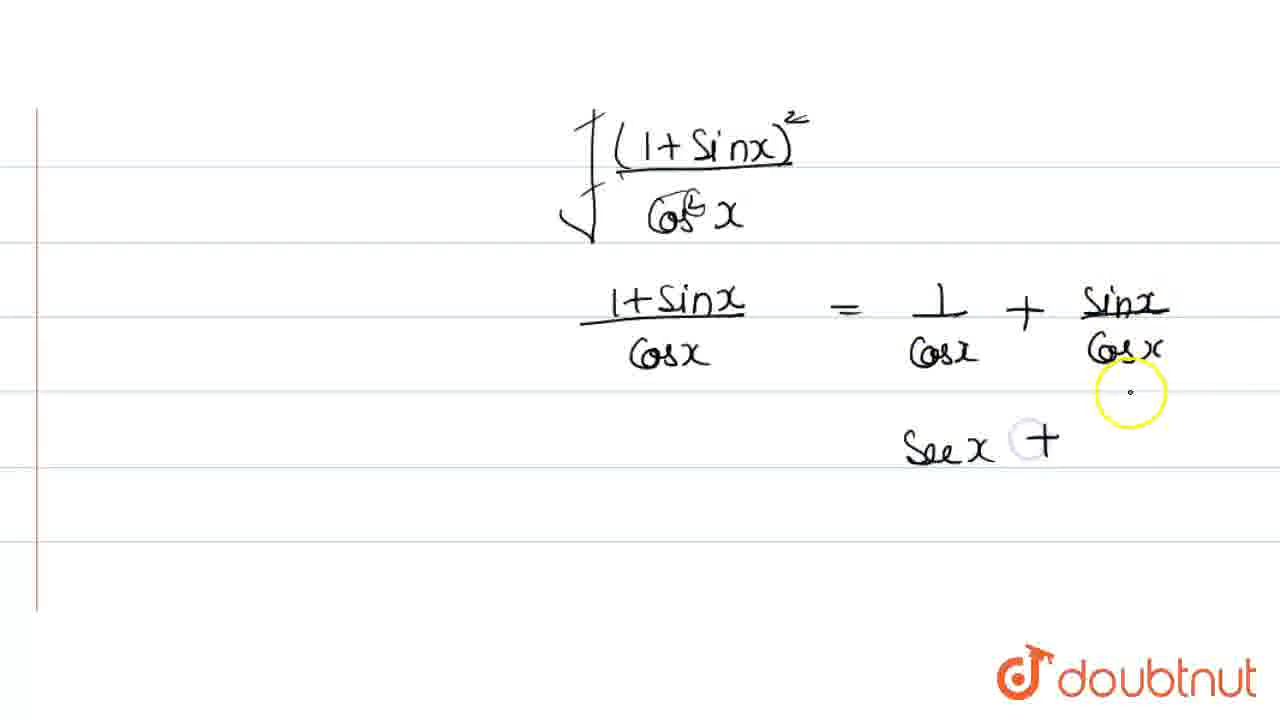 √((1+Sinx)²/Cos²x)
(1+Sinx)/Cosx = 1/Cosx + Sinx/Cosx
Secx +
doubtnut